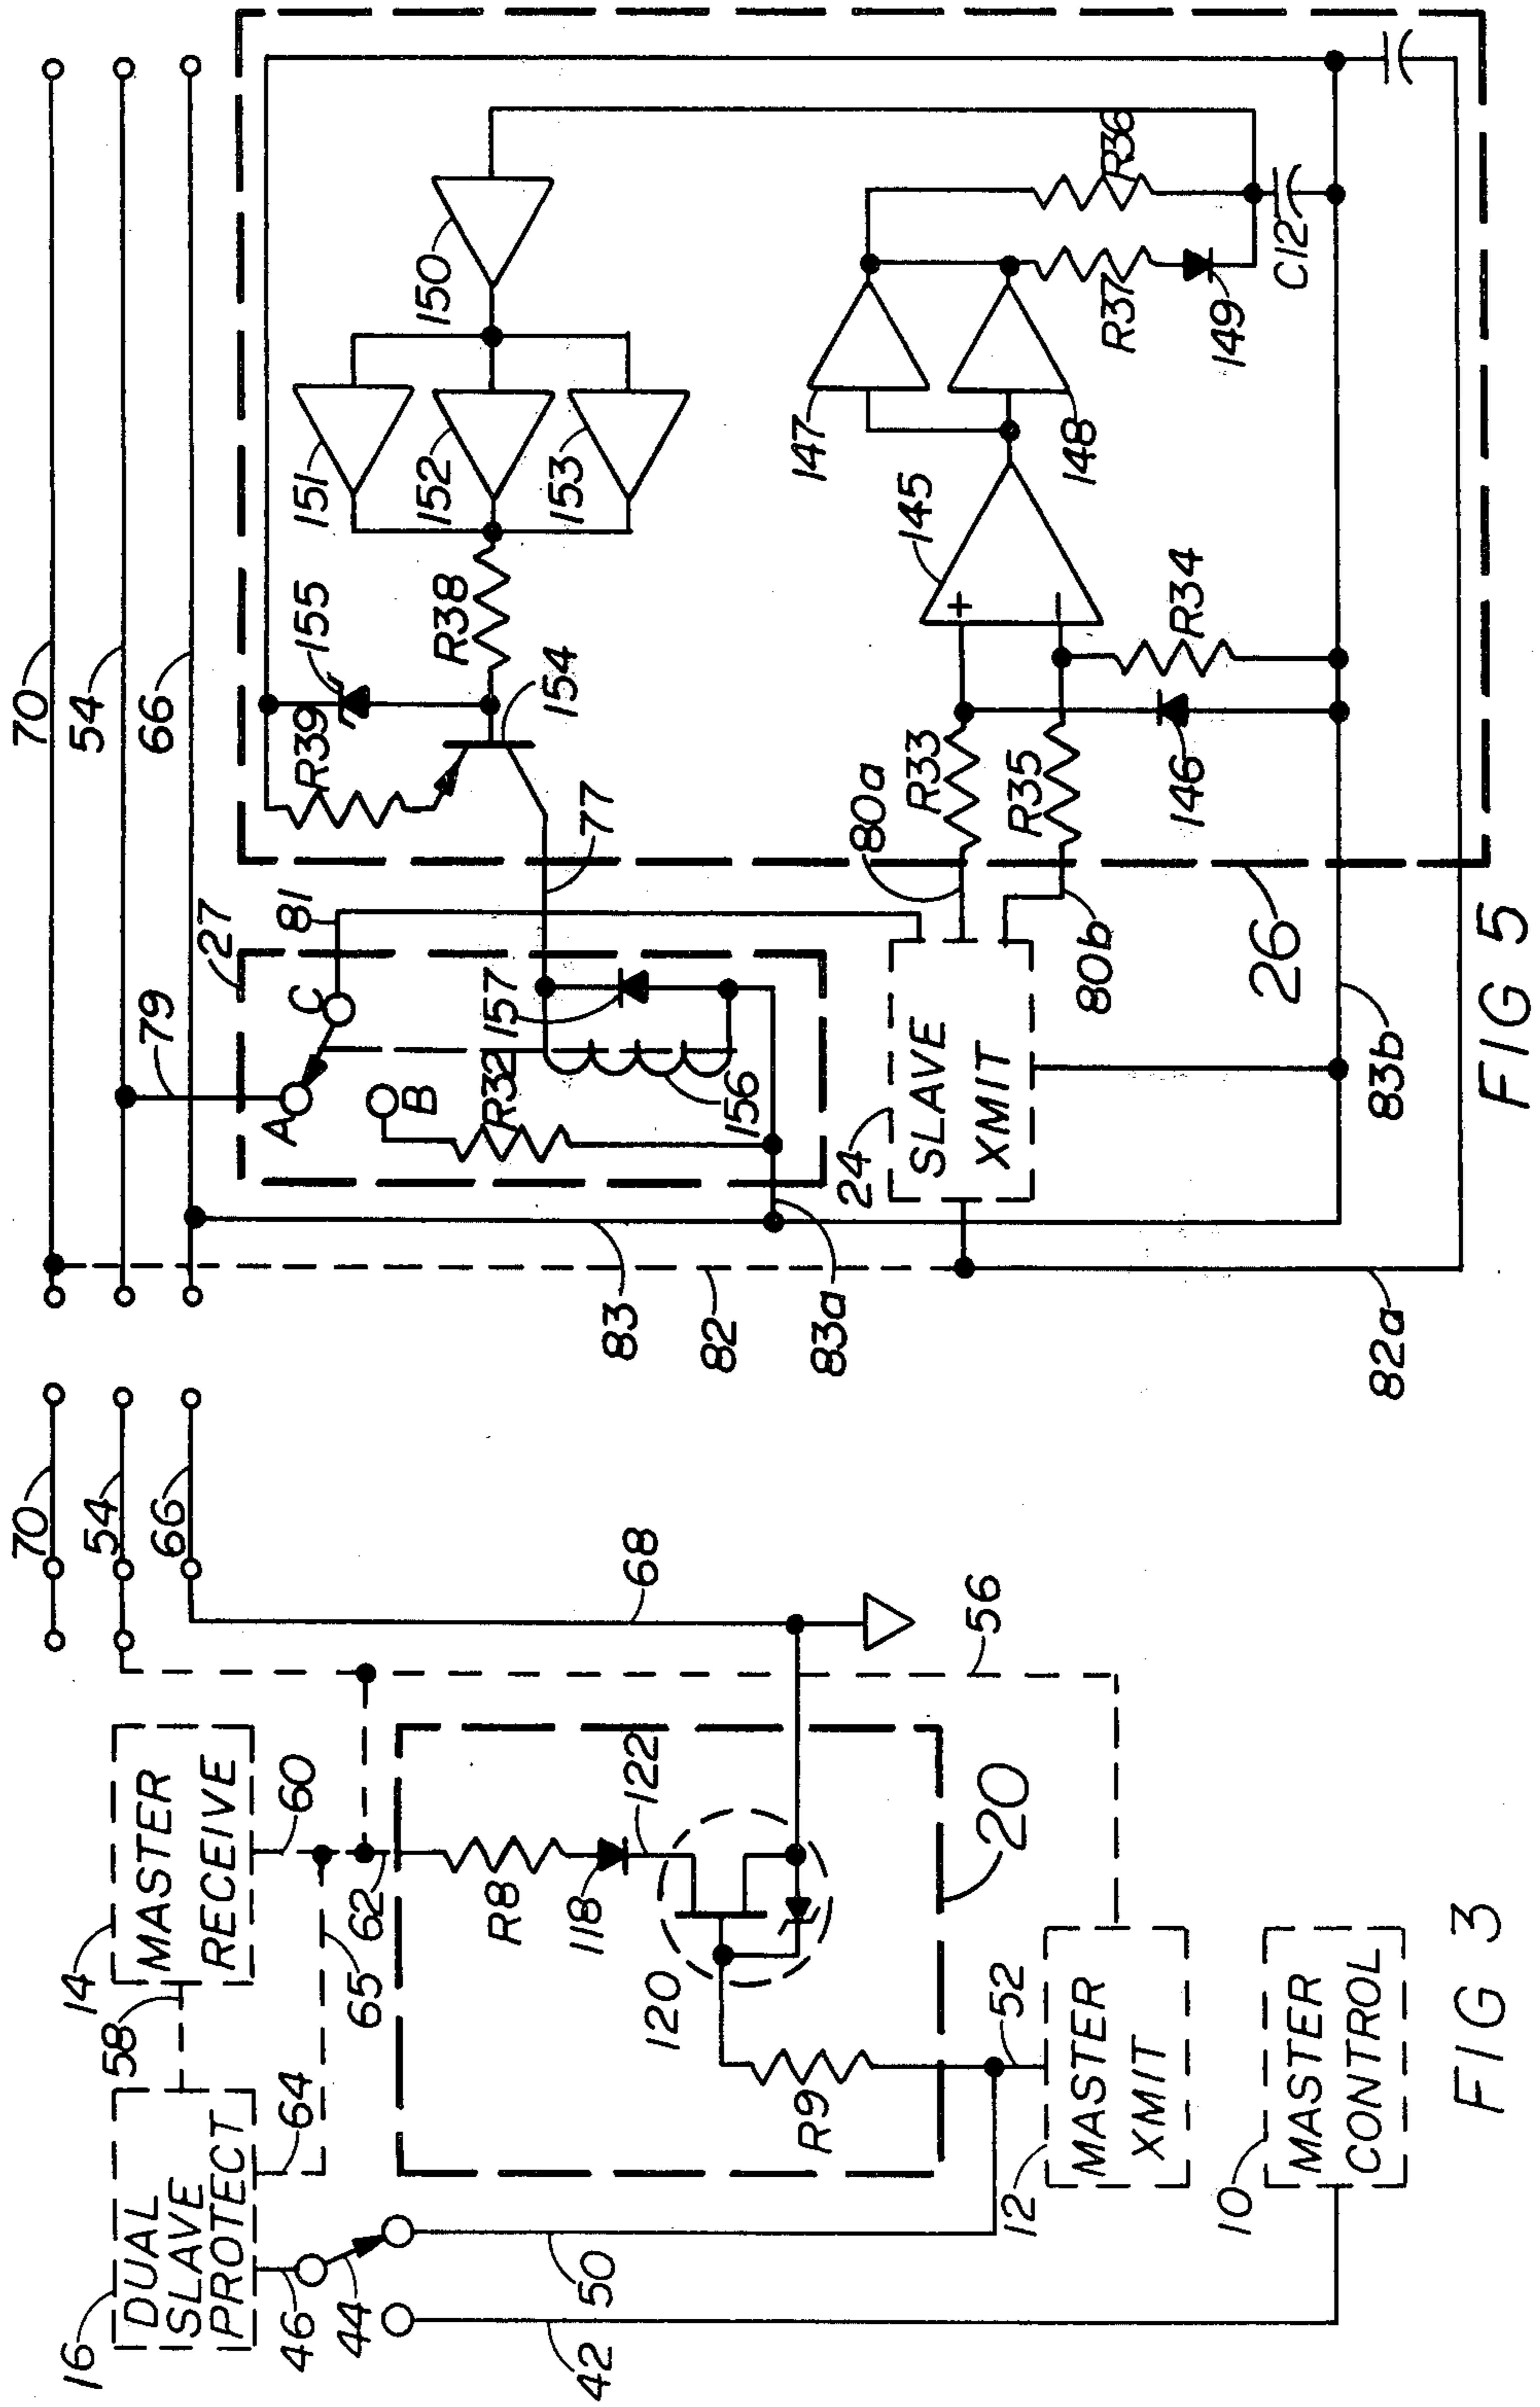 70
54
66
27
81
79
A
C
B
R32
157
156
77
R39
155
R38
154
151
152
153
150
145
147
148
R36
R37
149
C12
+
−
R34
R33
R35
146
80a
80b
24
SLAVE
XMIT
26
83
82
83a
83b
82a
FIG 5
70
54
66
68
56
14
MASTER
RECEIVE
58
60
62
65
64
16
DUAL
SLAVE
PROTECT
46
44
50
42
R8
118
122
120
R9
20
52
12
MASTER
XMIT
10
MASTER
CONTROL
FIG 3